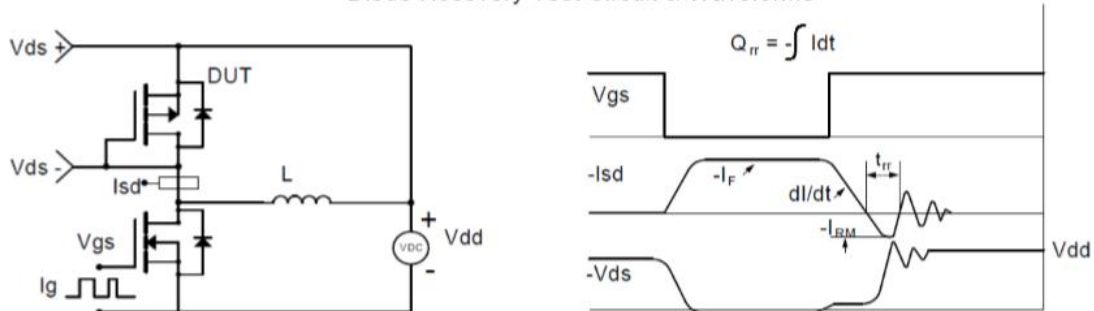 Diode Recovery Test Circuit & Waveforms
Vds +
DUT
Vds -
Isd
L
Vgs
Ig
+
VDC
-
Vdd
Qrr = -∫ Idt
Vgs
-Isd
-IF
dI/dt
trr
-IRM
Vdd
-Vds